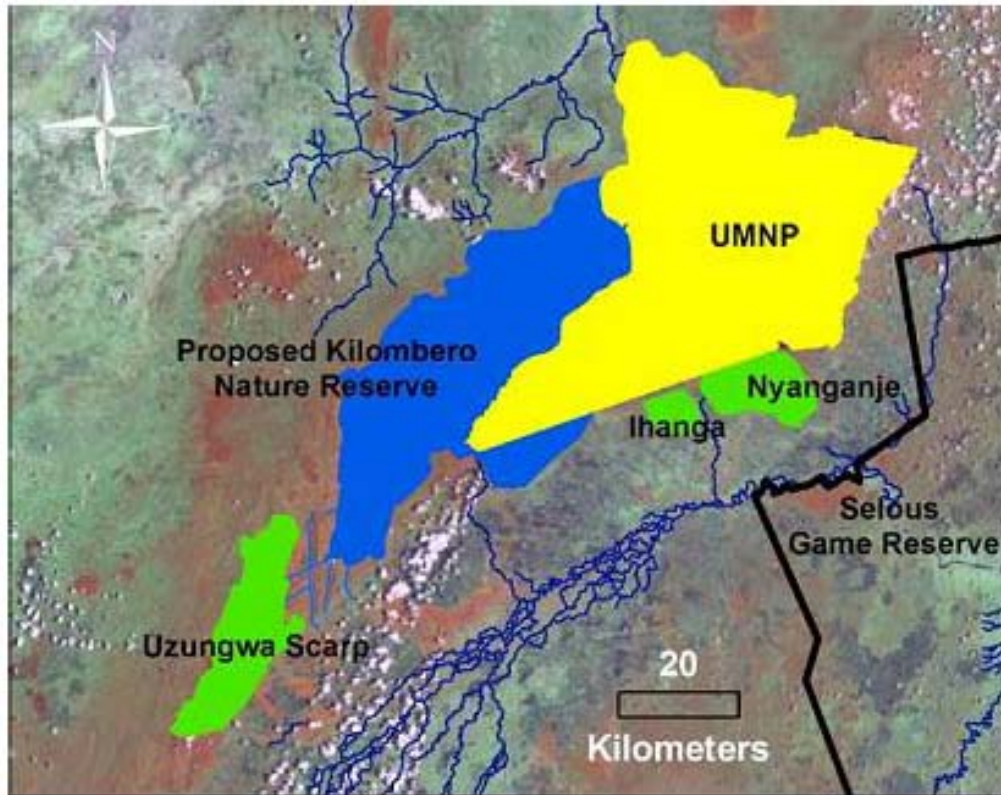 N
UMNP
Proposed Kilombero
Nature Reserve
Nyanganje
Ihanga
Selous
Game Reserve
Uzungwa Scarp
20
Kilometers